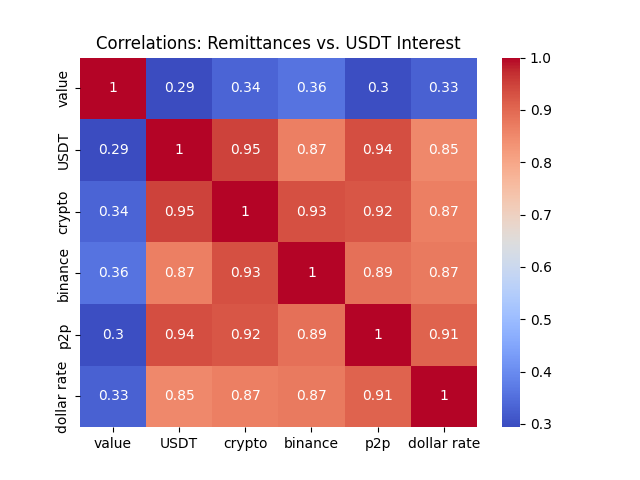 Correlations: Remittances vs. USDT Interest
value 1 0.29 0.34 0.36 0.3 0.33
USDT 0.29 1 0.95 0.87 0.94 0.85
crypto 0.34 0.95 1 0.93 0.92 0.87
binance 0.36 0.87 0.93 1 0.89 0.87
p2p 0.3 0.94 0.92 0.89 1 0.91
dollar rate 0.33 0.85 0.87 0.87 0.91 1
value USDT crypto binance p2p dollar rate
1.0
0.9
0.8
0.7
0.6
0.5
0.4
0.3